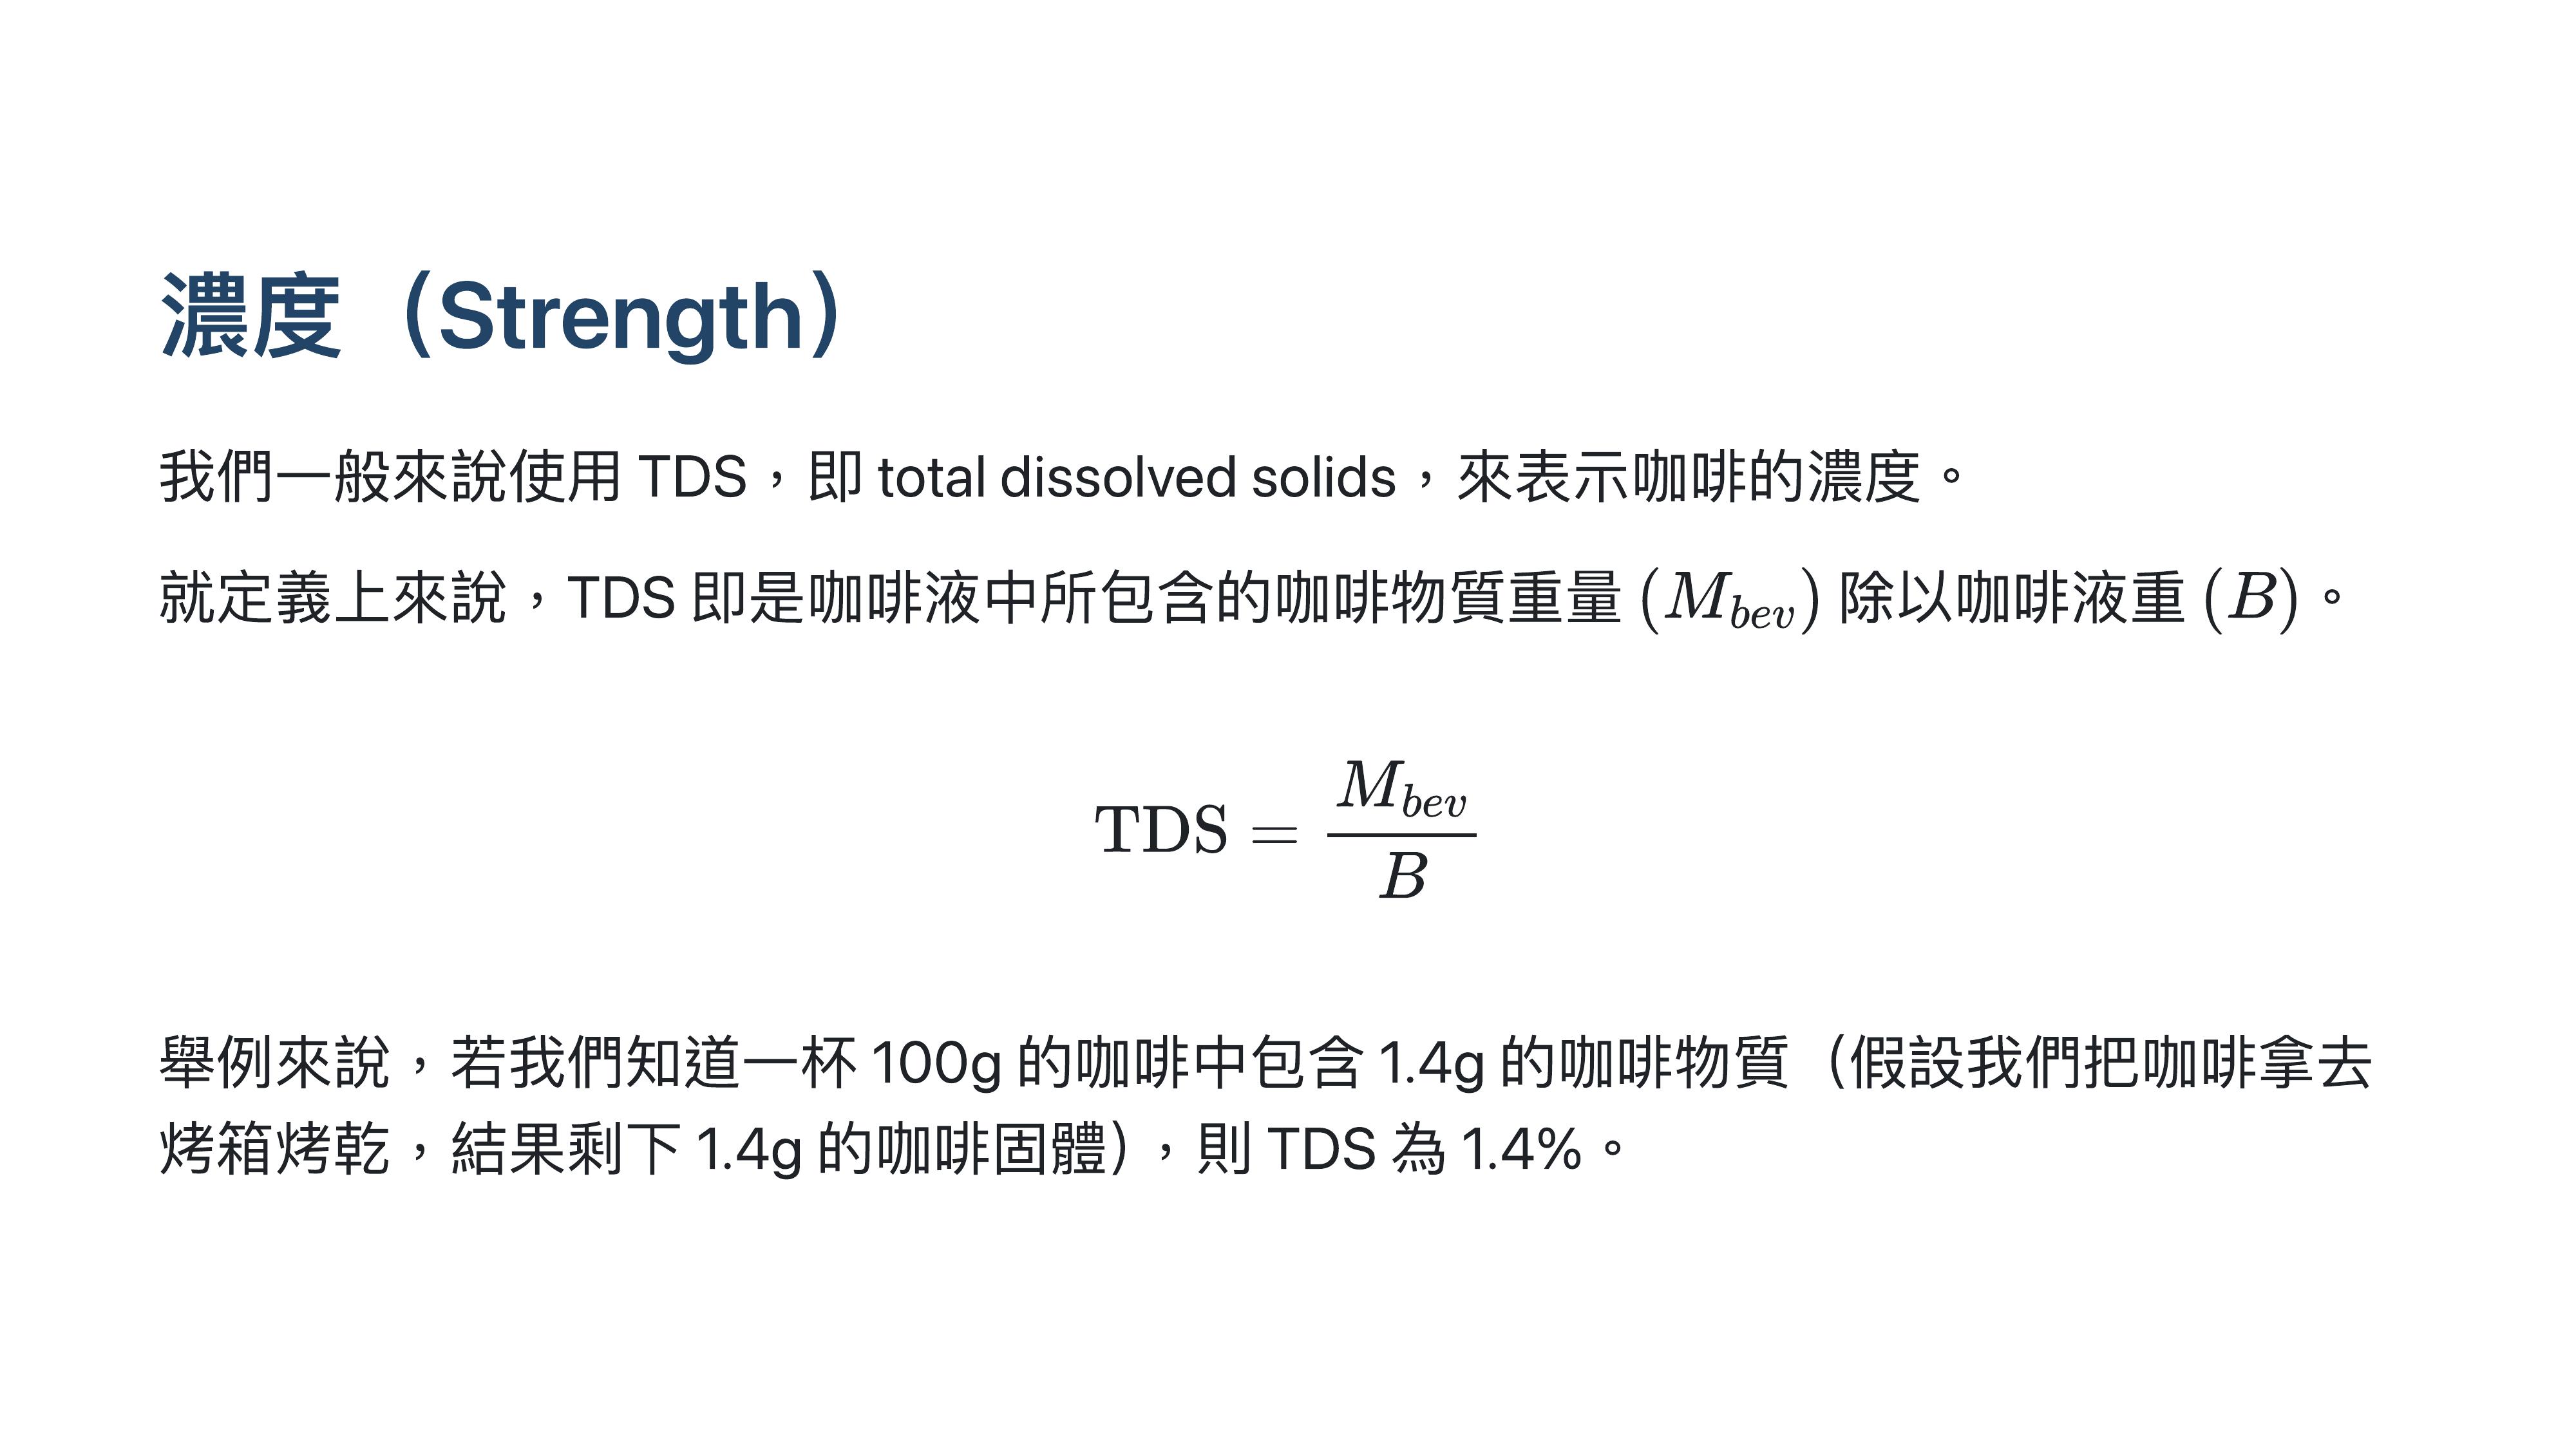 濃度（Strength）
我們一般來說使用 TDS，即 total dissolved solids，來表示咖啡的濃度。
就定義上來說，TDS 即是咖啡液中所包含的咖啡物質重量 (M_{bev}) 除以咖啡液重 (B)。
TDS = \frac{M_{bev}}{B}
舉例來說，若我們知道一杯 100g 的咖啡中包含 1.4g 的咖啡物質（假設我們把咖啡拿去
烤箱烤乾，結果剩下 1.4g 的咖啡固體），則 TDS 為 1.4%。